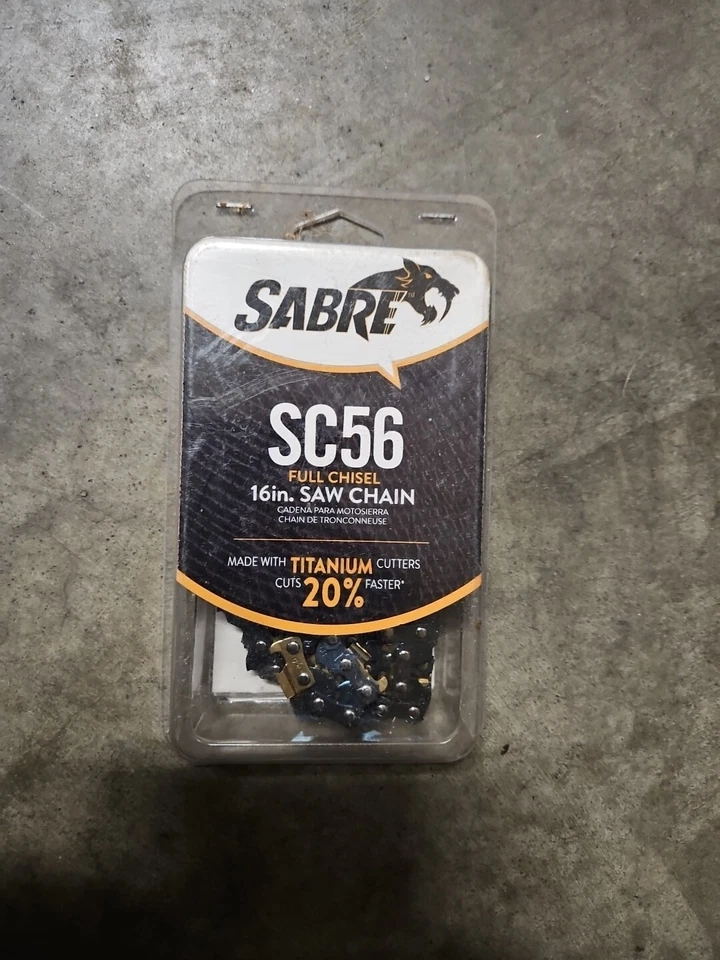 SABRE™
SC56
FULL CHISEL
16in. SAW CHAIN
CADENA PARA MOTOSIERRA
CHAIN DE TRONCONNEUSE
MADE WITH TITANIUM CUTTERS
CUTS 20% FASTER*